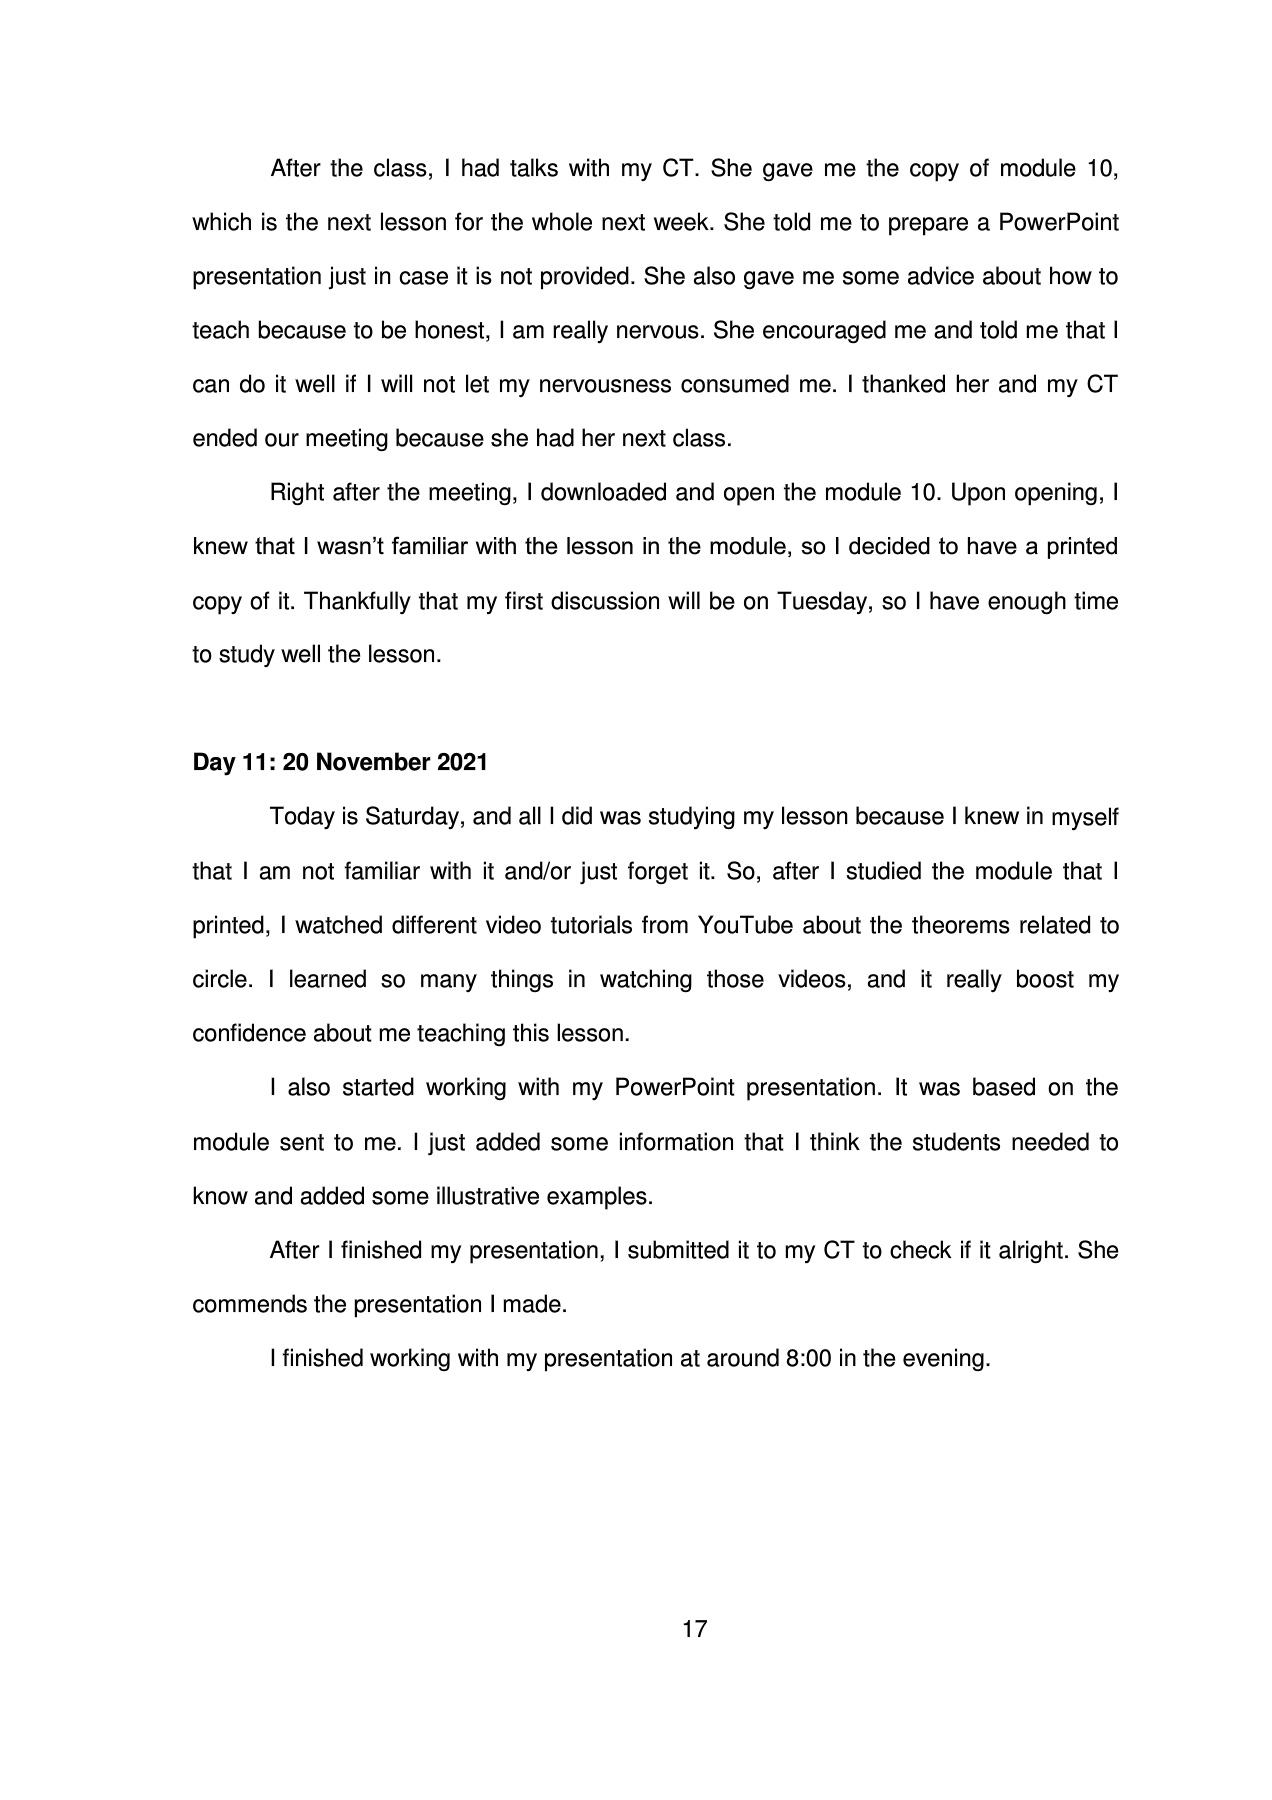 After the class, I had talks with my CT. She gave me the copy of module 10,
which is the next lesson for the whole next week. She told me to prepare a PowerPoint
presentation just in case it is not provided. She also gave me some advice about how to
teach because to be honest, I am really nervous. She encouraged me and told me that I
can do it well if I will not let my nervousness consumed me. I thanked her and my CT
ended our meeting because she had her next class.
Right after the meeting, I downloaded and open the module 10. Upon opening, I
knew that I wasn’t familiar with the lesson in the module, so I decided to have a printed
copy of it. Thankfully that my first discussion will be on Tuesday, so I have enough time
to study well the lesson.
Day 11: 20 November 2021
Today is Saturday, and all I did was studying my lesson because I knew in myself
that I am not familiar with it and/or just forget it. So, after I studied the module that I
printed, I watched different video tutorials from YouTube about the theorems related to
circle. I learned so many things in watching those videos, and it really boost my
confidence about me teaching this lesson.
I also started working with my PowerPoint presentation. It was based on the
module sent to me. I just added some information that I think the students needed to
know and added some illustrative examples.
After I finished my presentation, I submitted it to my CT to check if it alright. She
commends the presentation I made.
I finished working with my presentation at around 8:00 in the evening.
17